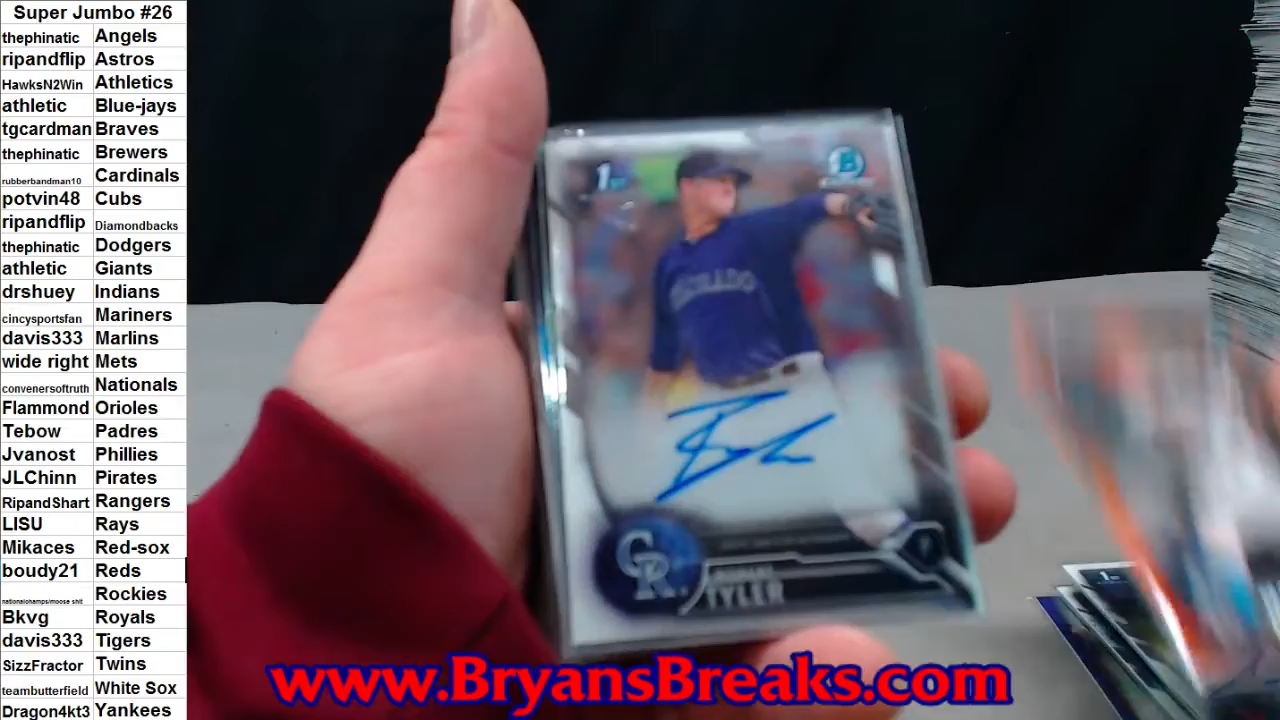 Super Jumbo #26
thephinatic Angels
ripandflip Astros
HawksN2Win Athletics
athletic Blue-jays
tgcardman Braves
thephinatic Brewers
rubberbandman10 Cardinals
potvin48 Cubs
ripandflip Diamondbacks
thephinatic Dodgers
athletic Giants
drshuey Indians
cincysportsfan Mariners
davis333 Marlins
wide right Mets
convenersoftruth Nationals
Flammond Orioles
Tebow Padres
Jvanost Phillies
JLChinn Pirates
RipandShart Rangers
LISU Rays
Mikaces Red-sox
boudy21 Reds
nationalchamps/moose shit Rockies
Bkvg Royals
davis333 Tigers
SizzFractor Twins
teambutterfield White Sox
Dragon4kt3 Yankees
1st
COLORADO
CR
TYLER
www.BryansBreaks.com